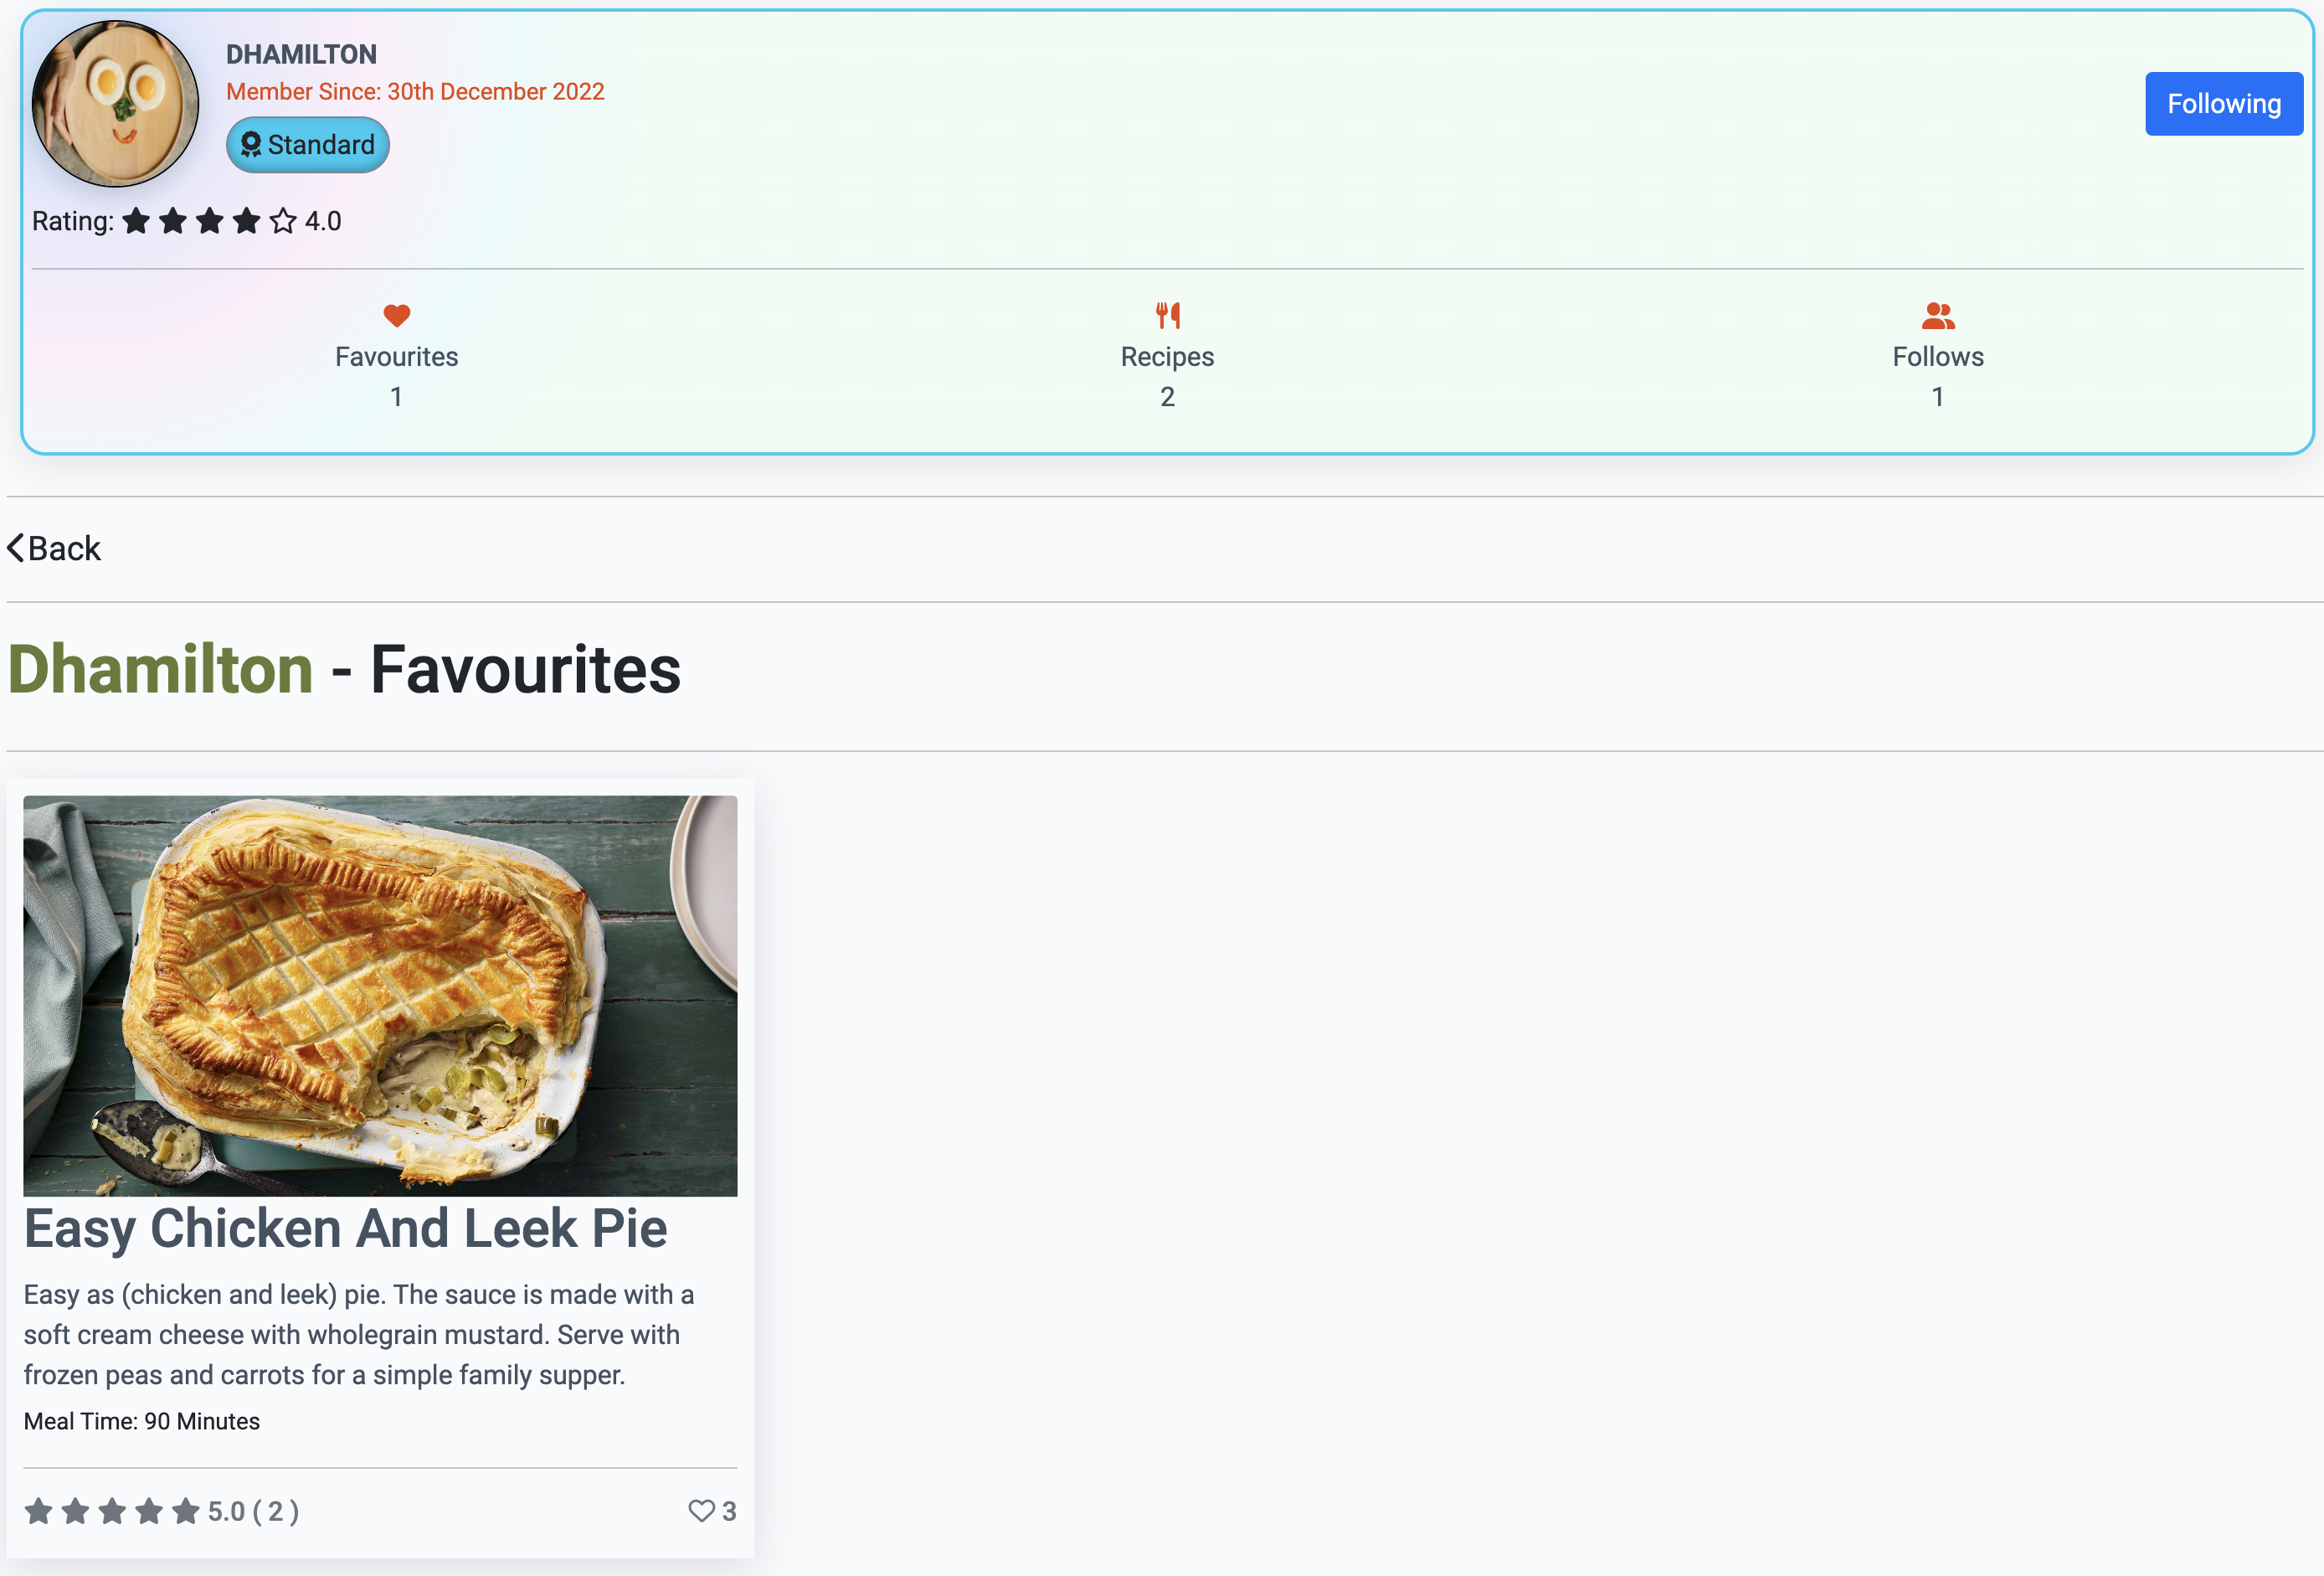 DHAMILTON
Member Since: 30th December 2022
Standard
Following
Rating: 4.0
Favourites
1
Recipes
2
Follows
1
Back
Dhamilton - Favourites
Easy Chicken And Leek Pie
Easy as (chicken and leek) pie. The sauce is made with a
soft cream cheese with wholegrain mustard. Serve with
frozen peas and carrots for a simple family supper.
Meal Time: 90 Minutes
5.0 ( 2 )
3